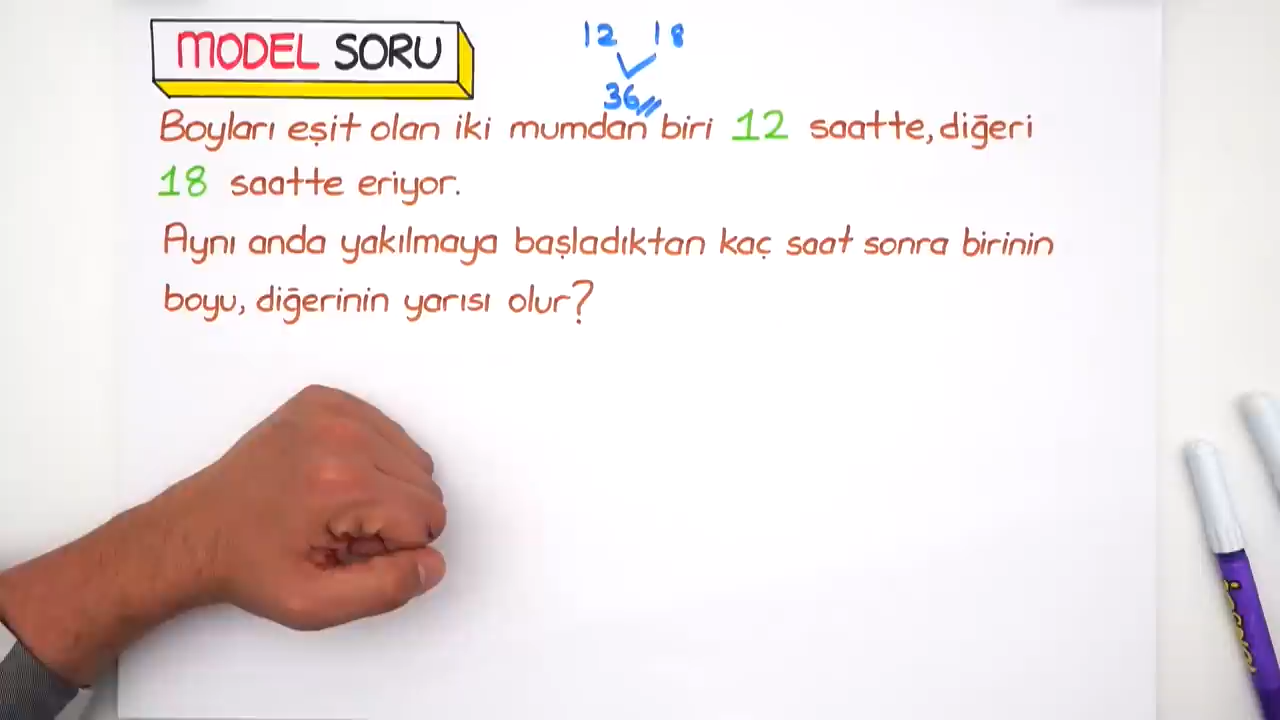 MODEL SORU
12 18
36
Boyları eşit olan iki mumdan biri 12 saatte, diğeri
18 saatte eriyor.
Aynı anda yakılmaya başladıktan kaç saat sonra birinin
boyu, diğerinin yarısı olur?